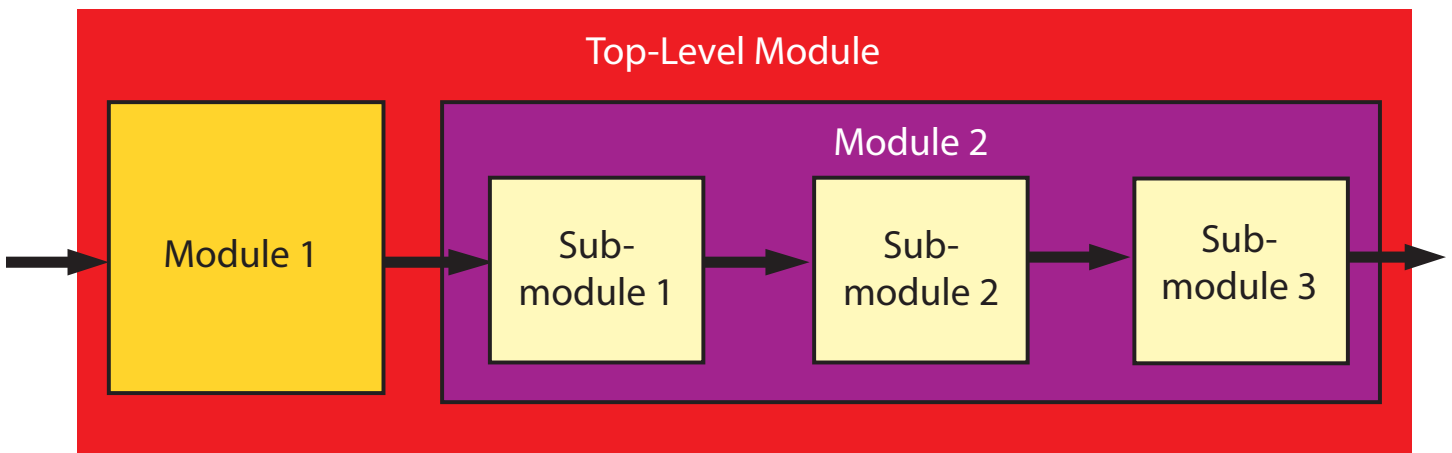 Top-Level Module
Module 2
Module 1
Sub-
module 1
Sub-
module 2
Sub-
module 3